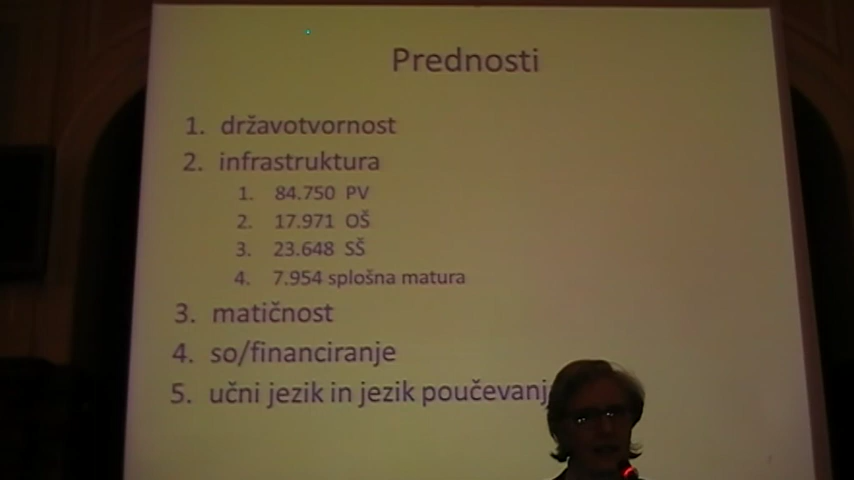 Prednosti
1. državotvornost
2. infrastruktura
1. 84.750 PV
2. 17.971 OŠ
3. 23.648 SŠ
4. 7.954 splošna matura
3. matičnost
4. so/financiranje
5. učni jezik in jezik